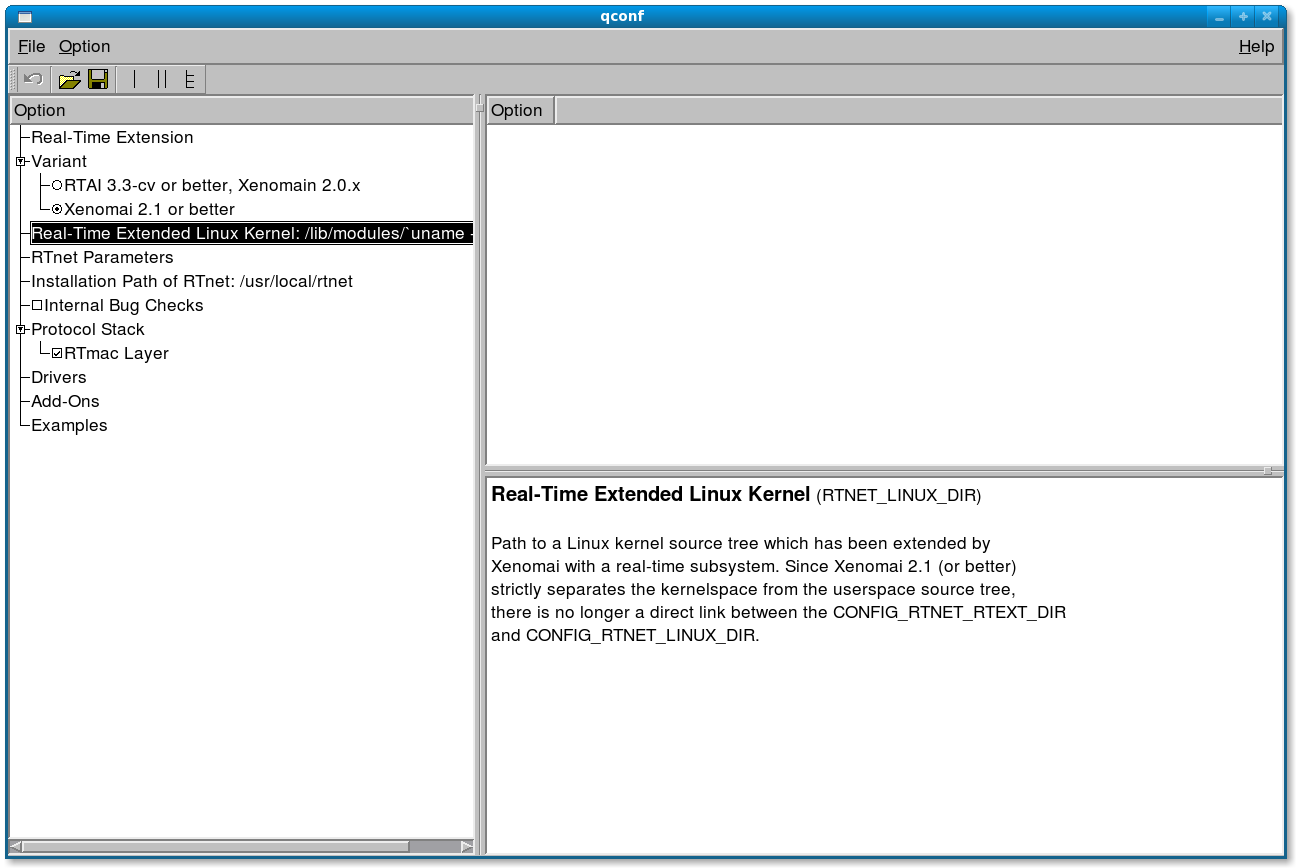 qconf
File Option Help
Option
Real-Time Extension
Variant
RTAI 3.3-cv or better, Xenomain 2.0.x
Xenomai 2.1 or better
Real-Time Extended Linux Kernel: /lib/modules/`uname -
RTnet Parameters
Installation Path of RTnet: /usr/local/rtnet
Internal Bug Checks
Protocol Stack
RTmac Layer
Drivers
Add-Ons
Examples
Option
Real-Time Extended Linux Kernel (RTNET_LINUX_DIR)
Path to a Linux kernel source tree which has been extended by
Xenomai with a real-time subsystem. Since Xenomai 2.1 (or better)
strictly separates the kernelspace from the userspace source tree,
there is no longer a direct link between the CONFIG_RTNET_RTEXT_DIR
and CONFIG_RTNET_LINUX_DIR.